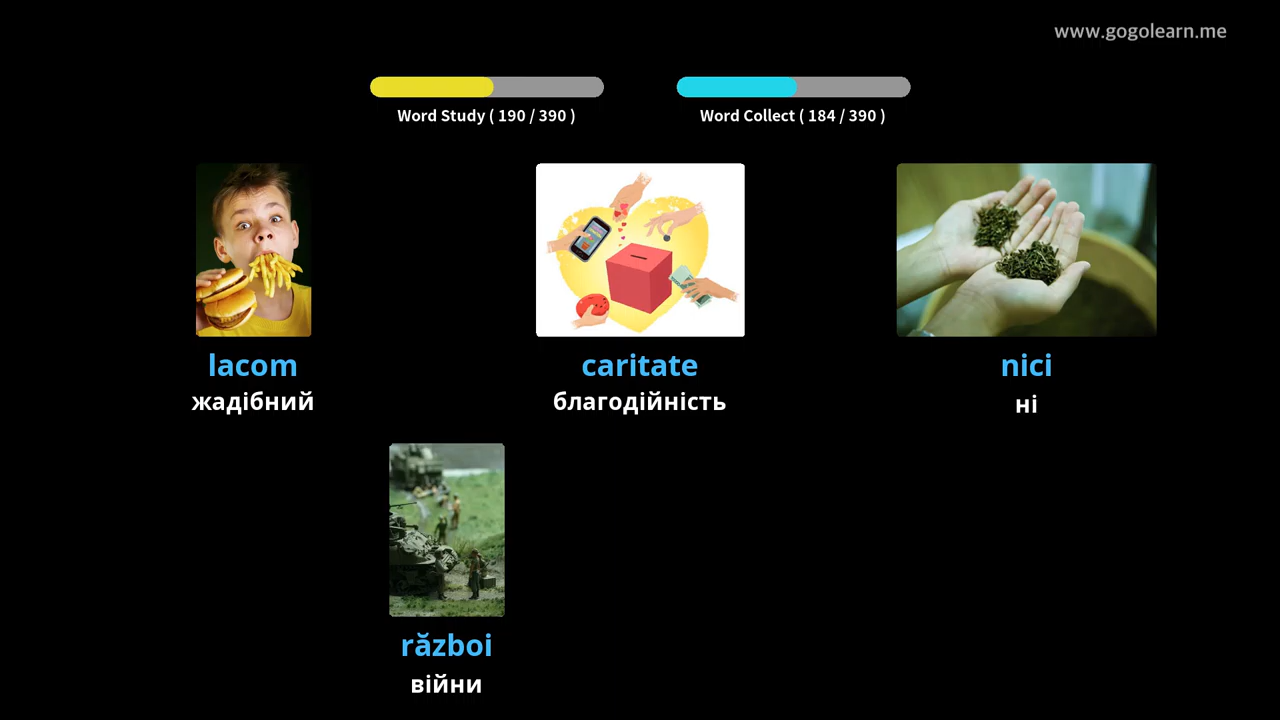 www.gogolearn.me
Word Study ( 190 / 390 )
Word Collect ( 184 / 390 )
lacom
жадібний
caritate
благодійність
nici
ні
război
війни